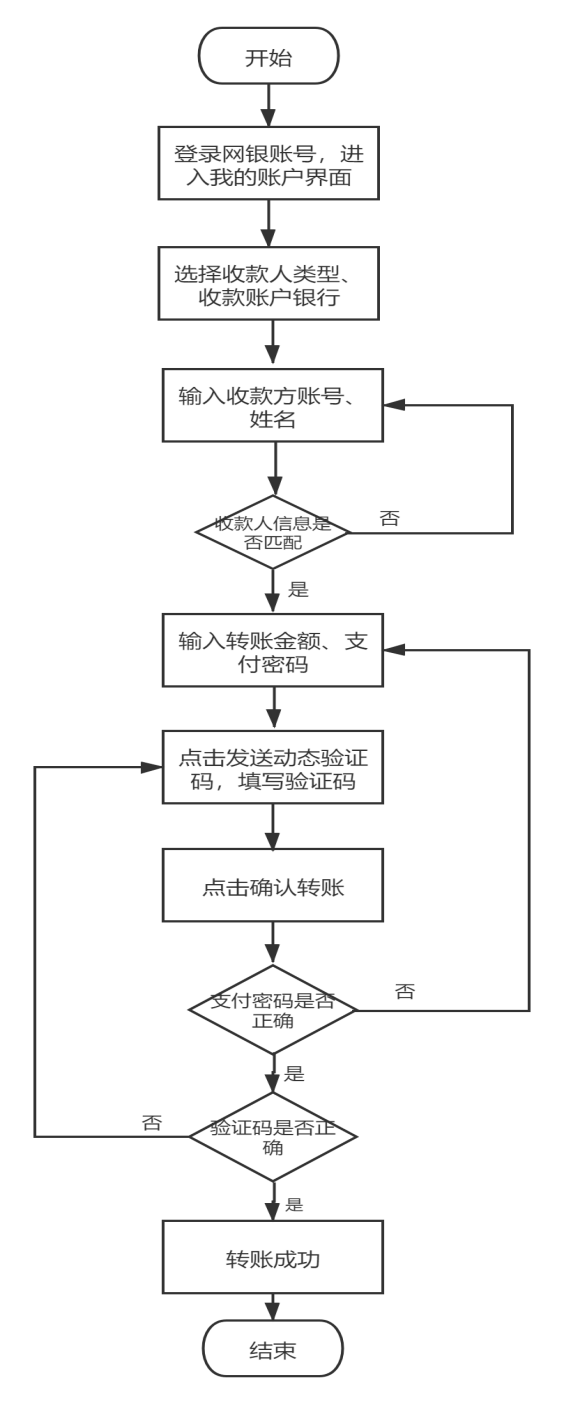 开始
登录网银账号，进
入我的账户界面
选择收款人类型、
收款账户银行
输入收款方账号、
姓名
收款人信息是
否匹配
否
是
输入转账金额、支
付密码
点击发送动态验证
码，填写验证码
点击确认转账
支付密码是否
正确
否
是
验证码是否正
确
否
是
转账成功
结束